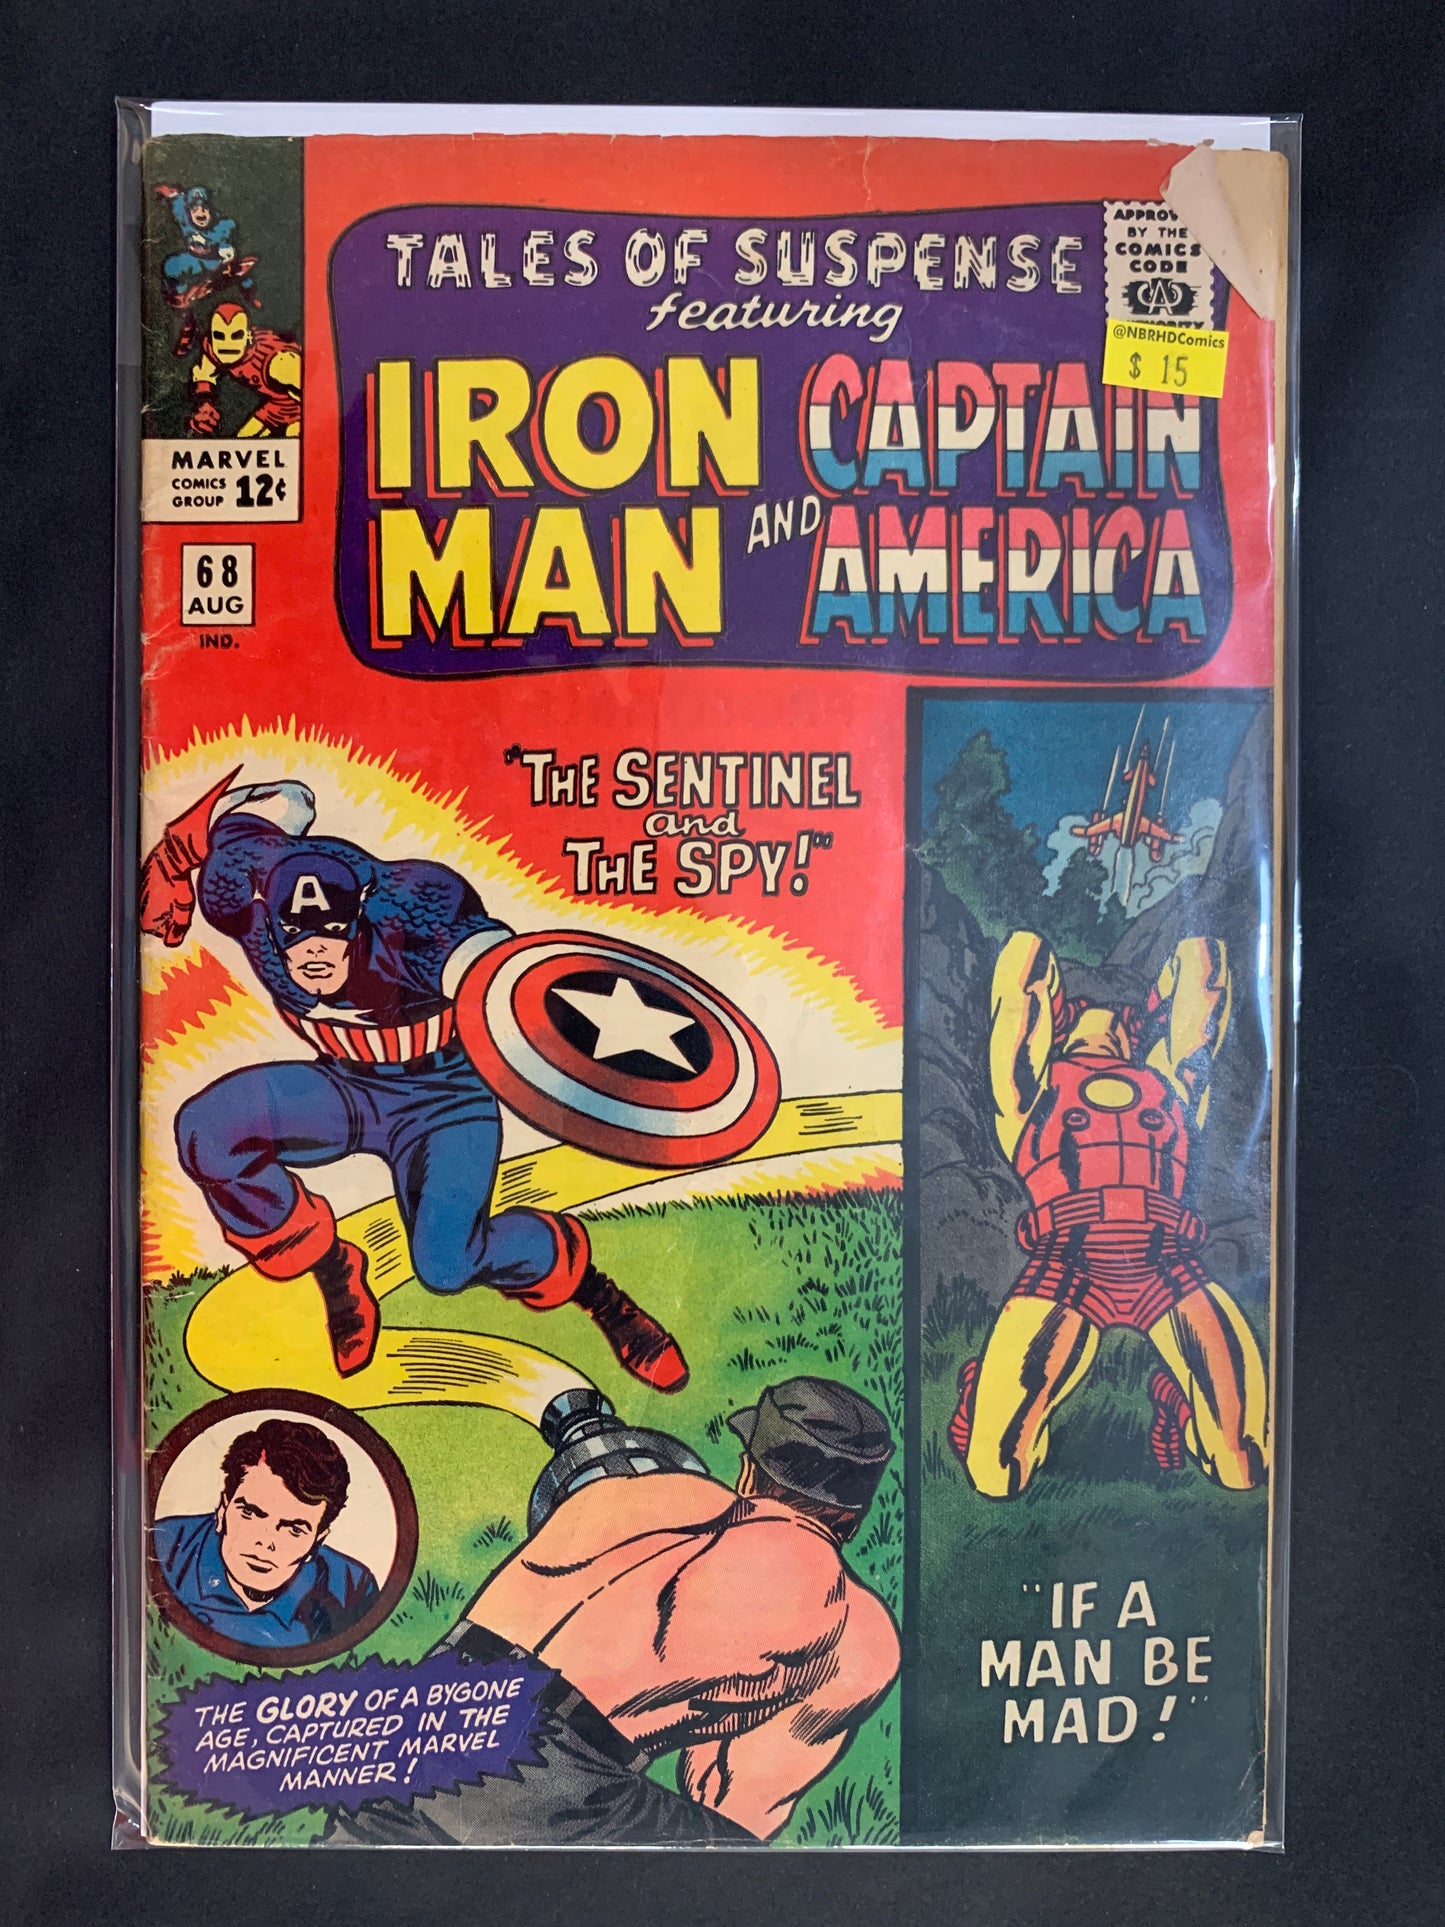 TALES OF SUSPENSE
featuring
IRON MAN
AND
CAPTAIN AMERICA
APPROV
BY THE
COMICS
CODE
CA
@NBRHDComics
$ 15
MARVEL
COMICS
GROUP 12¢
68
AUG
IND.
"THE SENTINEL
and
THE SPY!"
A
"IF A
MAN BE
MAD!"
THE GLORY OF A BYGONE
AGE, CAPTURED IN THE
MAGNIFICENT MARVEL
MANNER!